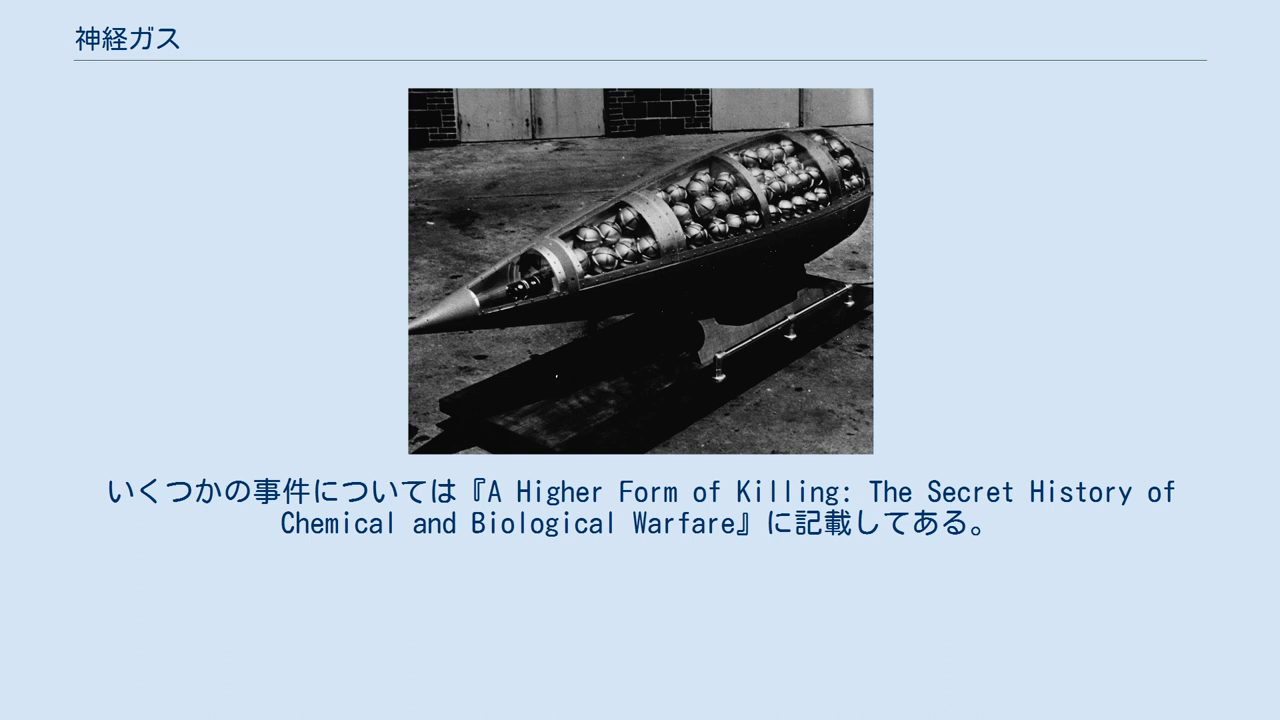 神経ガス
いくつかの事件については『A Higher Form of Killing: The Secret History of
Chemical and Biological Warfare』に記載してある。